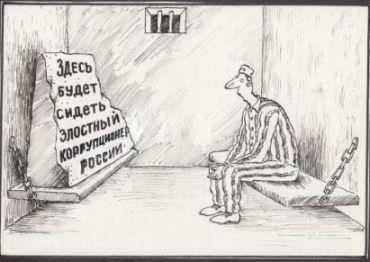 Здесь
будет
сидеть
злостный
коррупционер
России.